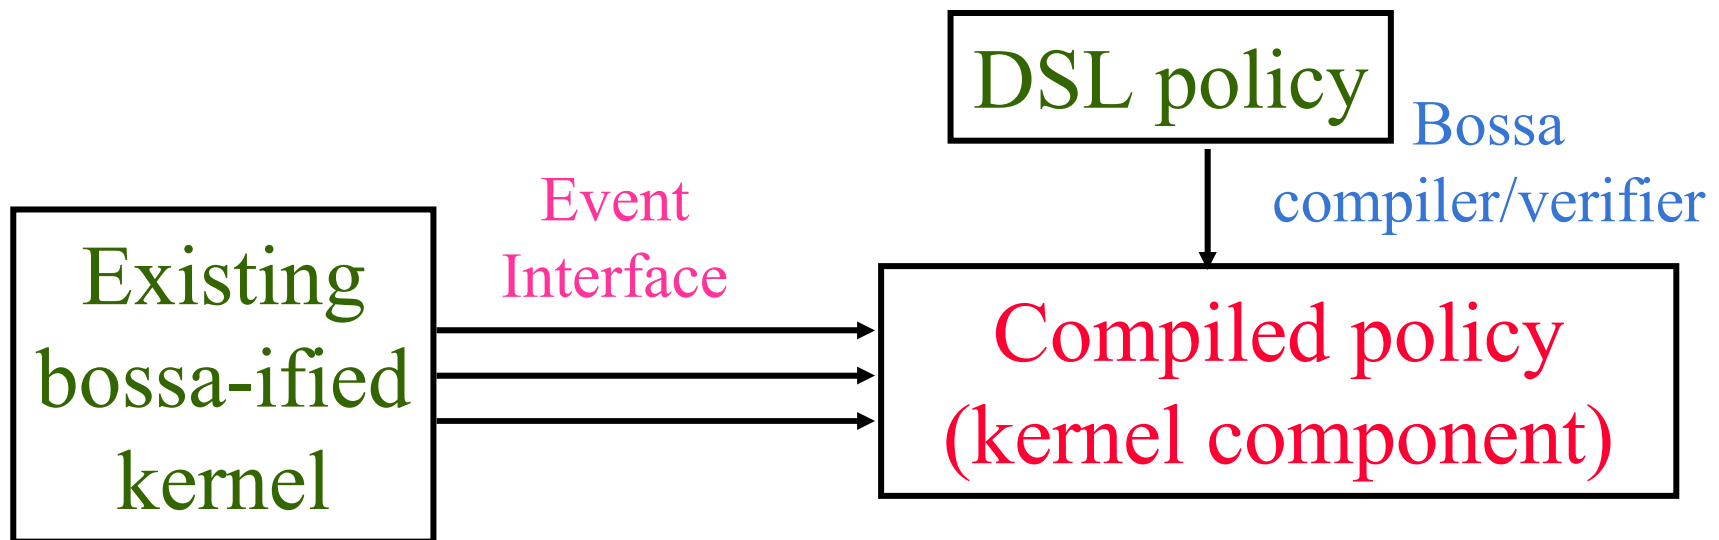 DSL policy
Bossa
compiler/verifier
Event
Interface
Existing
bossa-ified
kernel
Compiled policy
(kernel component)